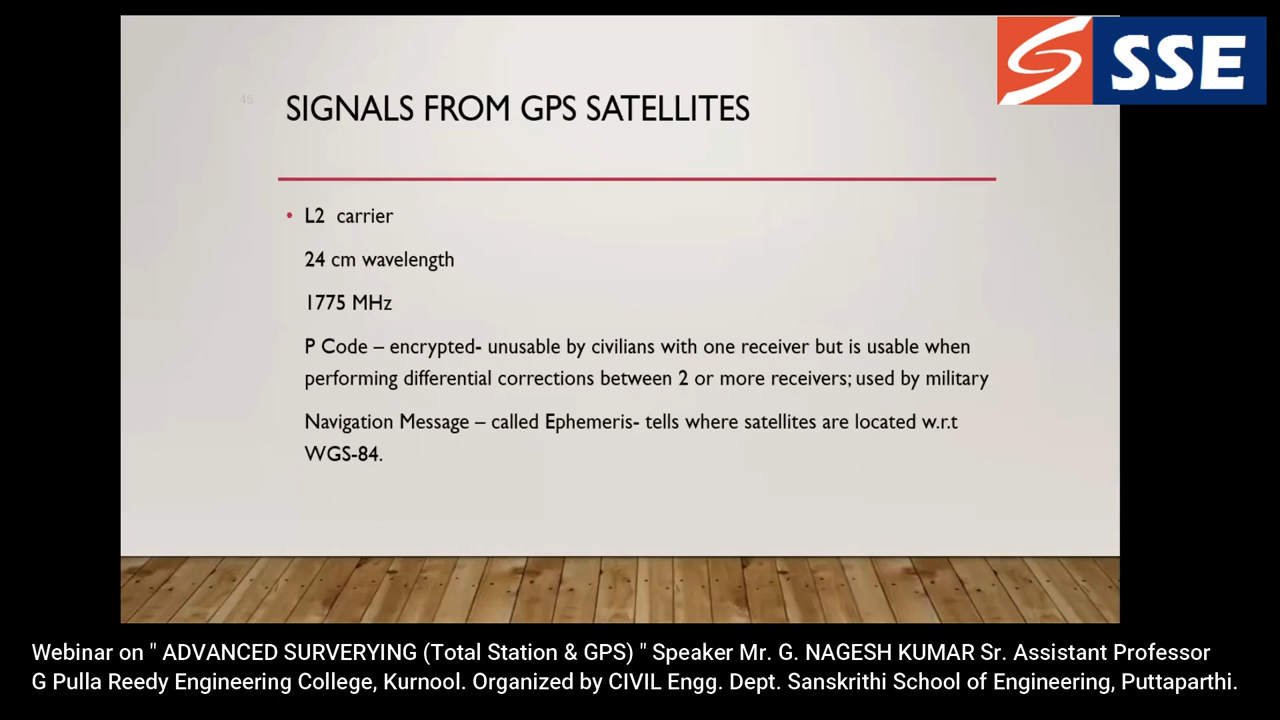 SSE
45
SIGNALS FROM GPS SATELLITES
• L2 carrier
24 cm wavelength
1775 MHz
P Code – encrypted- unusable by civilians with one receiver but is usable when
performing differential corrections between 2 or more receivers; used by military
Navigation Message – called Ephemeris- tells where satellites are located w.r.t
WGS-84.
Webinar on " ADVANCED SURVERYING (Total Station & GPS) " Speaker Mr. G. NAGESH KUMAR Sr. Assistant Professor
G Pulla Reedy Engineering College, Kurnool. Organized by CIVIL Engg. Dept. Sanskrithi School of Engineering, Puttaparthi.